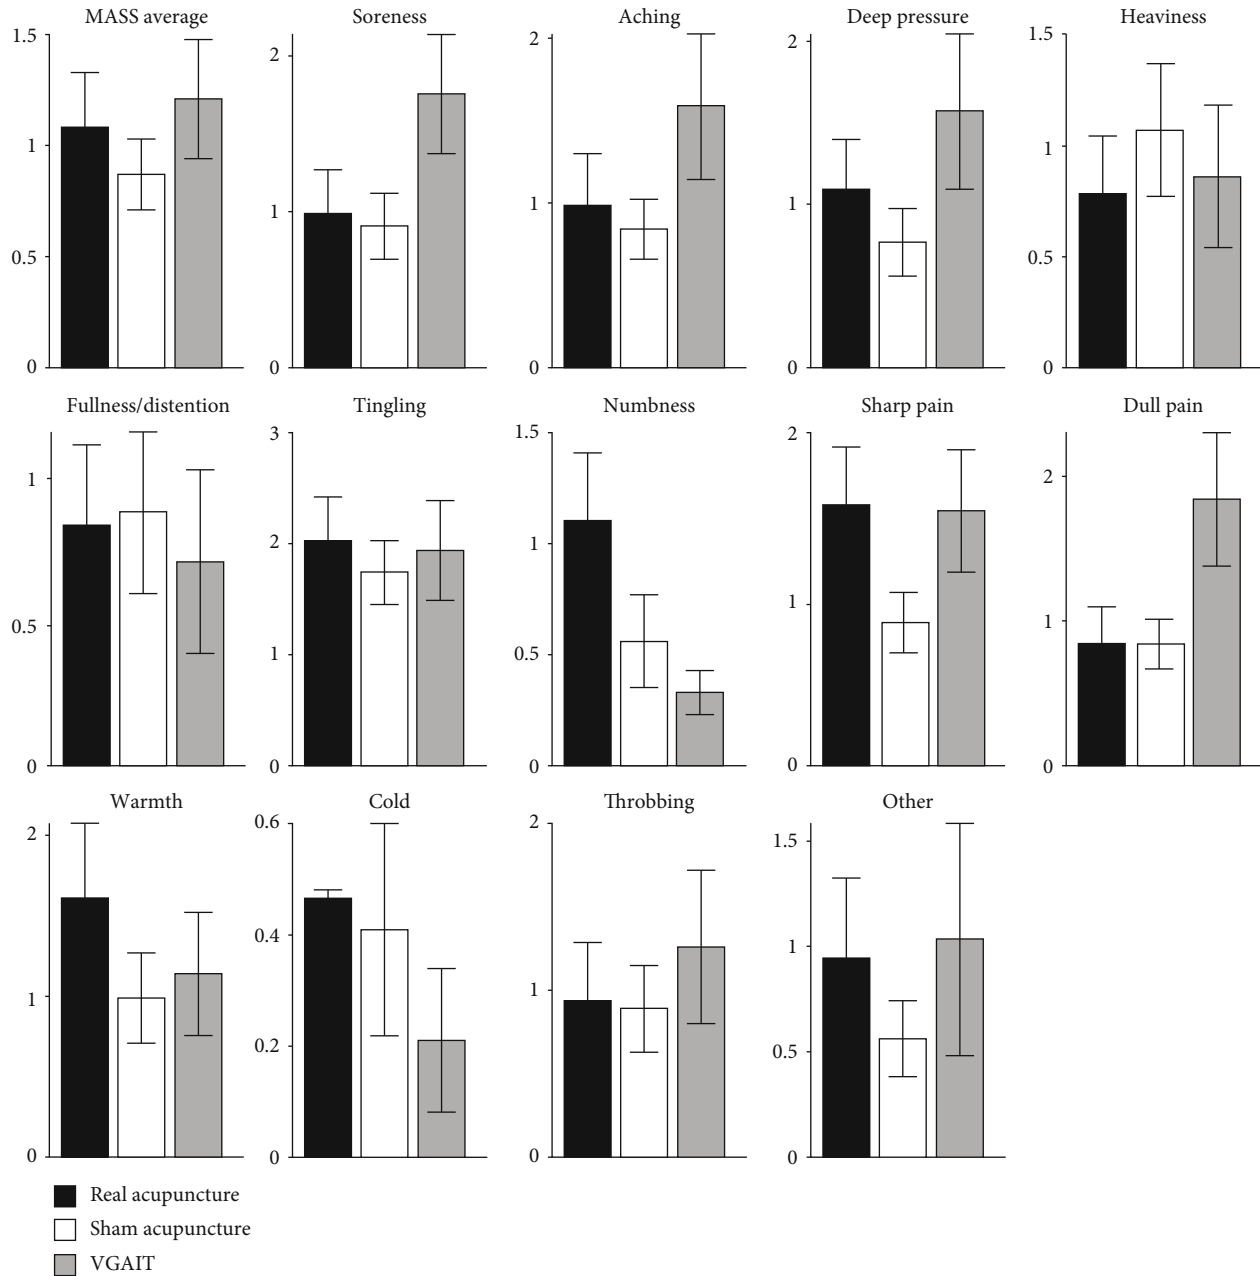 MASS average
1.5
1
0.5
0
Soreness
2
1
0
Aching
2
1
0
Deep pressure
2
1
0
Heaviness
1.5
1
0.5
0
Fullness/distention
1
0.5
0
Tingling
3
2
1
0
Numbness
1.5
1
0.5
0
Sharp pain
2
1
0
Dull pain
2
1
0
Warmth
2
1
0
Cold
0.6
0.4
0.2
0
Throbbing
2
1
0
Other
1.5
1
0.5
0
Real acupuncture
Sham acupuncture
VGAIT